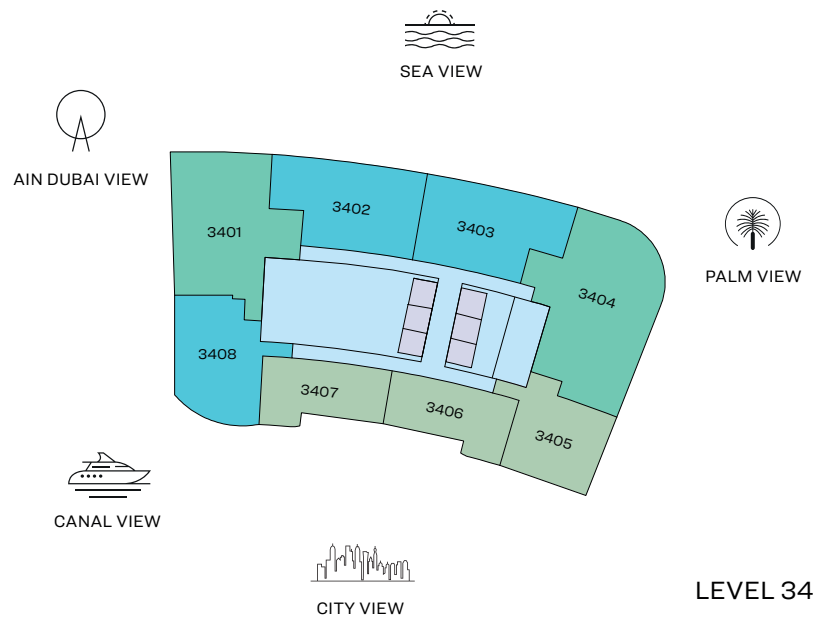 SEA VIEW
AIN DUBAI VIEW
3401
3402
3403
3404
PALM VIEW
3408
3407
3406
3405
CANAL VIEW
CITY VIEW
LEVEL 34